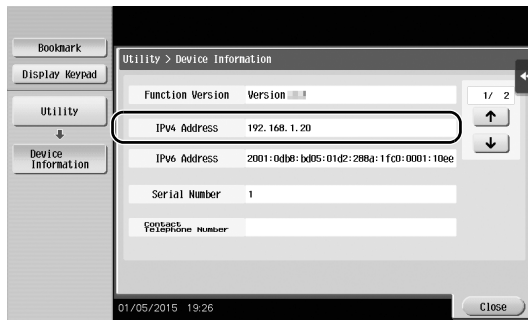 Bookmark
Display Keypad
Utility
Device
Information
Utility > Device Information
Function Version Version
1/ 2
IPv4 Address 192.168.1.20
IPv6 Address 2001:0db8:bd05:01d2:288a:1fc0:0001:10ee
Serial Number 1
Contact
Telephone Number
01/05/2015 19:26
Close